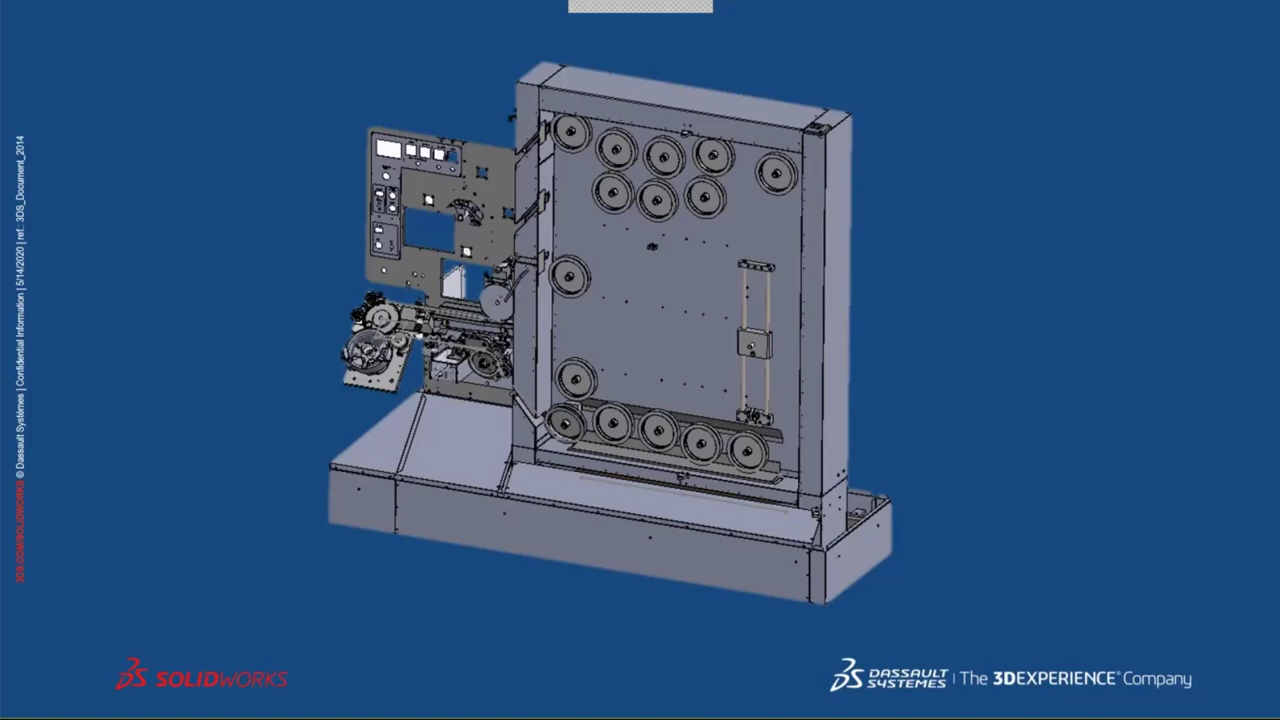 3DS.COM/SOLIDWORKS © Dassault Systèmes | Confidential Information | 5/14/2020 | ref.: 3DS_Document_2014
SOLIDWORKS
DASSAULT SYSTEMES | The 3DEXPERIENCE® Company